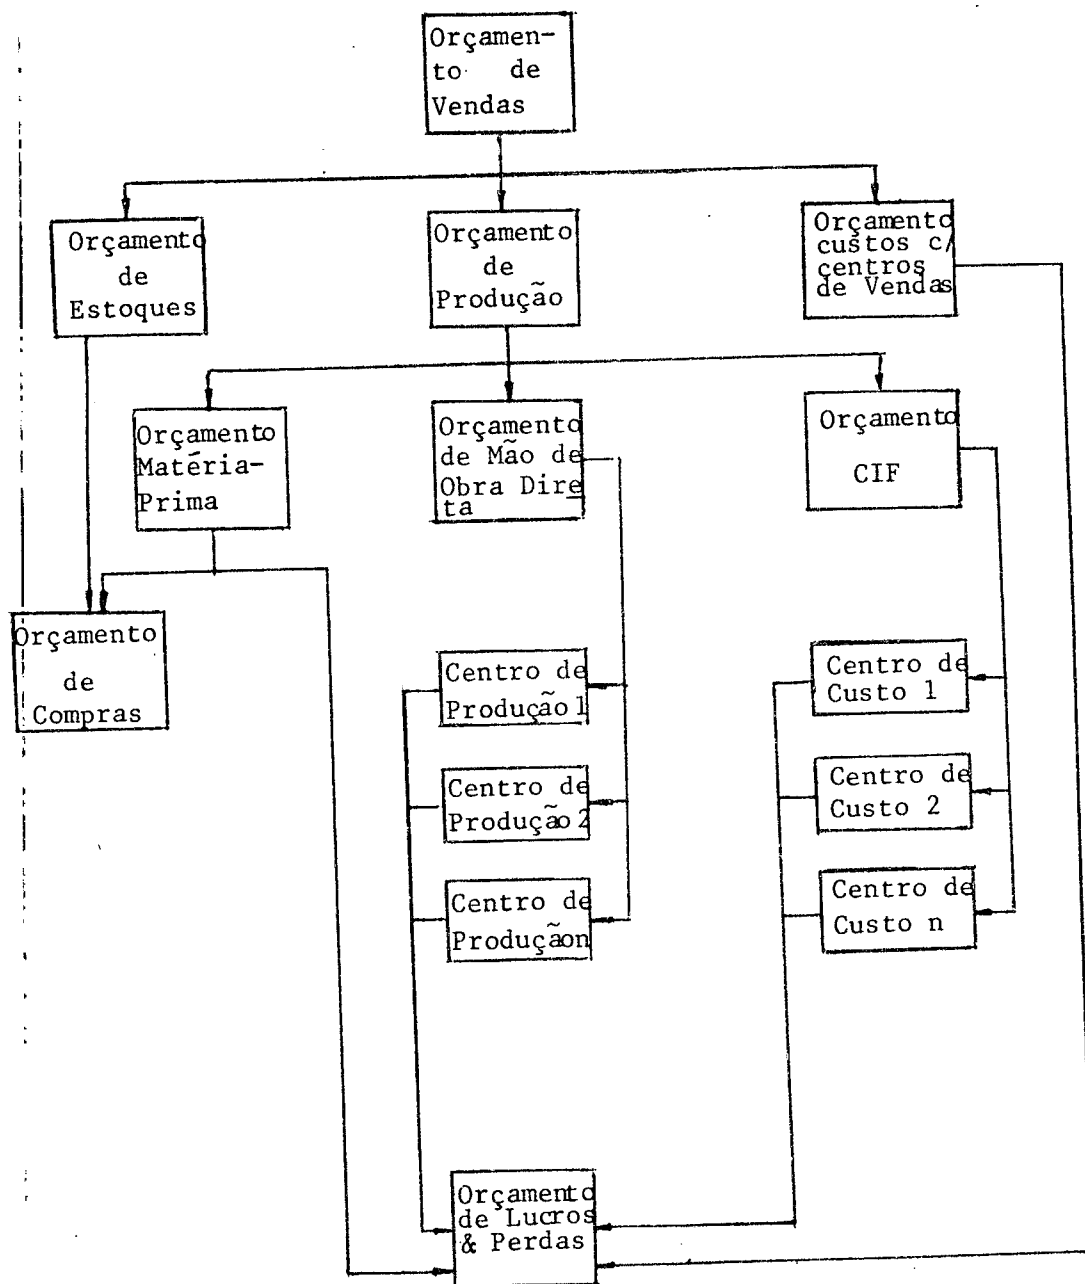 Orçamen-
to de
Vendas
Orçamento
de
Estoques
Orçamento
de
Produção
Orçamento
custos c/
centros
de Vendas
Orçamento
Matéria-
Prima
Orçamento
de Mão de
Obra Dire
ta
Orçamento
CIF
Orçamento
de
Compras
Centro de
Produção 1
Centro de
Produção 2
Centro de
Produçãon
Centro de
Custo 1
Centro de
Custo 2
Centro de
Custo n
Orçamento
de Lucros
& Perdas